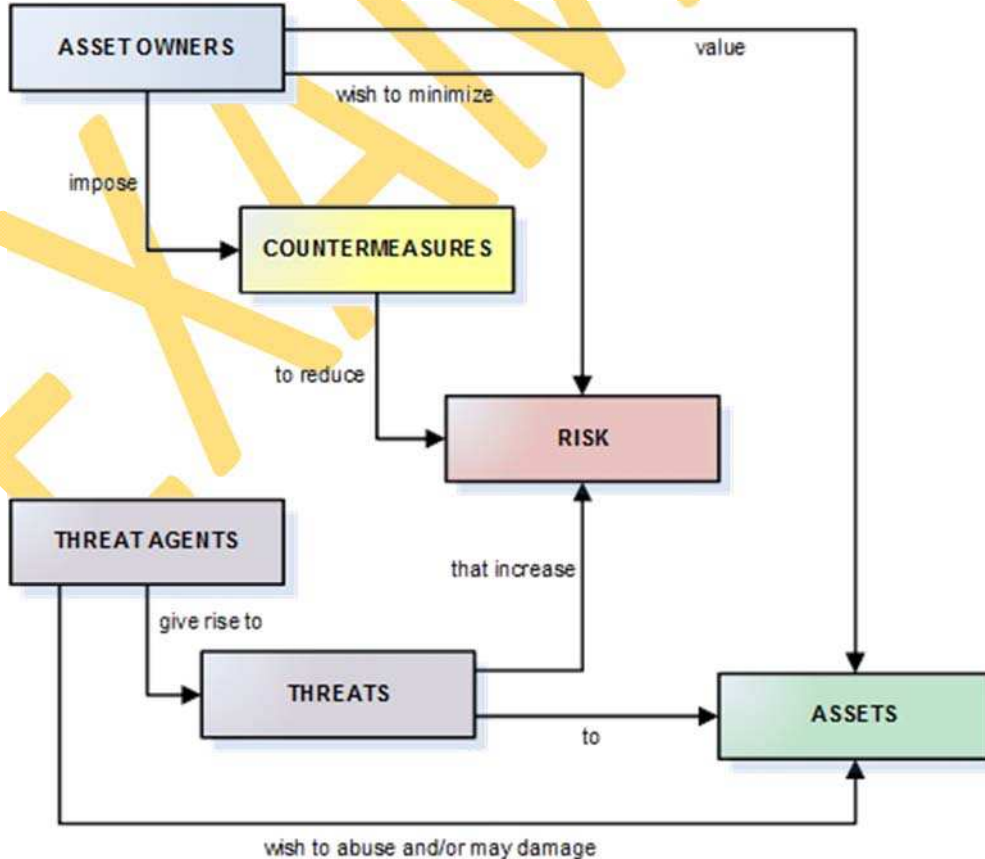 ASSET OWNERS
value
wish to minimize
impose
COUNTERMEASURES
to reduce
RISK
THREAT AGENTS
that increase
give rise to
THREATS
ASSETS
to
wish to abuse and/or may damage